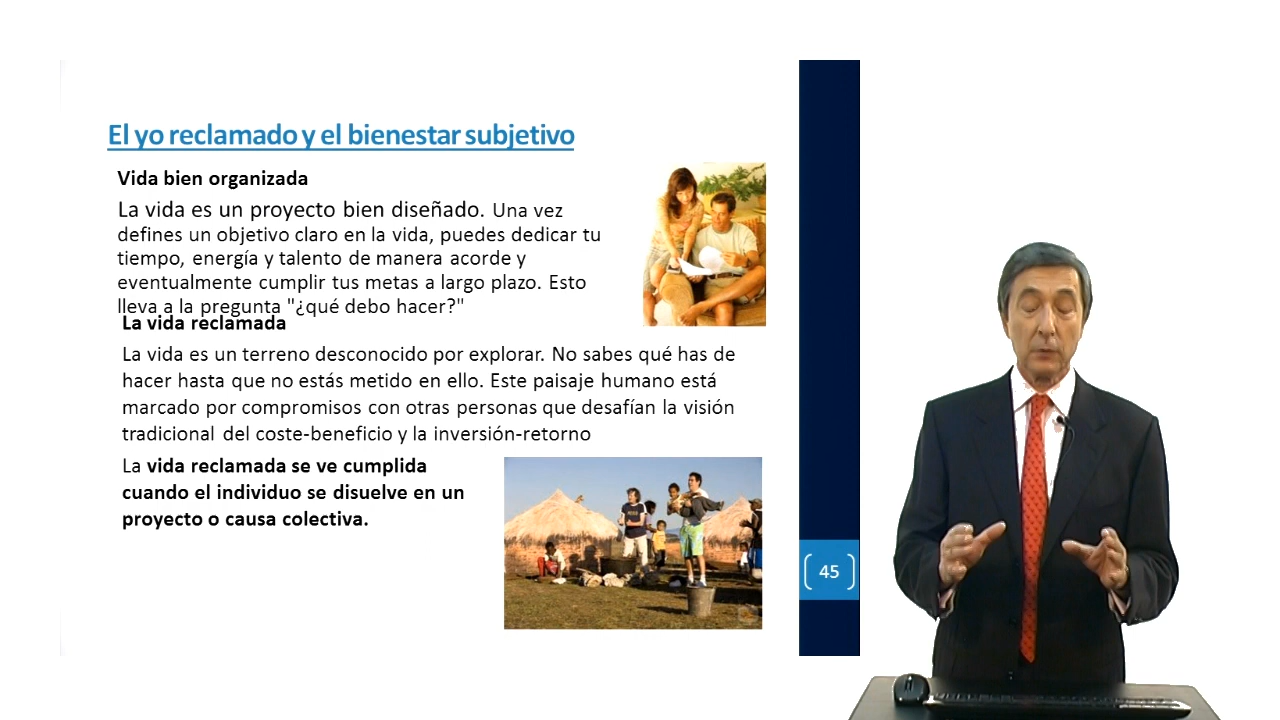 El yo reclamado y el bienestar subjetivo
Vida bien organizada
La vida es un proyecto bien diseñado. Una vez
defines un objetivo claro en la vida, puedes dedicar tu
tiempo, energía y talento de manera acorde y
eventualmente cumplir tus metas a largo plazo. Esto
lleva a la pregunta "¿qué debo hacer?"
La vida reclamada
La vida es un terreno desconocido por explorar. No sabes qué has de
hacer hasta que no estás metido en ello. Este paisaje humano está
marcado por compromisos con otras personas que desafían la visión
tradicional del coste-beneficio y la inversión-retorno
La vida reclamada se ve cumplida
cuando el individuo se disuelve en un
proyecto o causa colectiva.
45